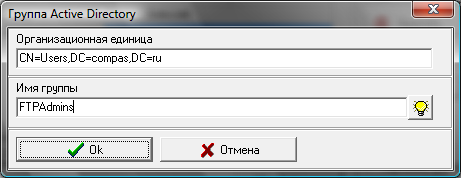 Группа Active Directory
Организационная единица
CN=Users,DC=compas,DC=ru
Имя группы
FTPAdmins
Ok
Отмена